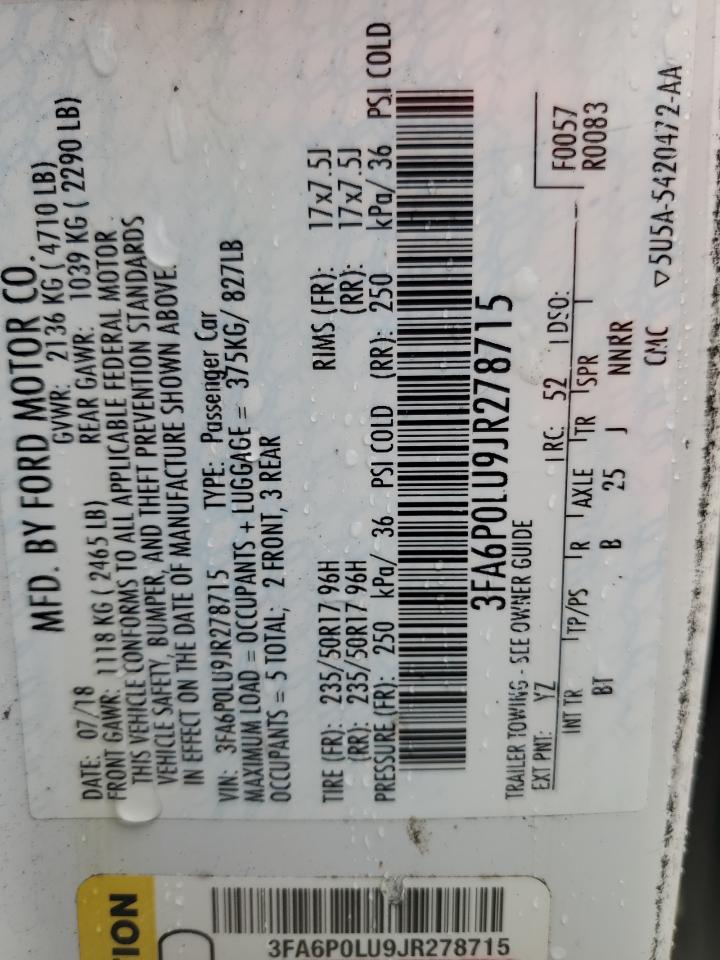 MFD. BY FORD MOTOR CO.
DATE: 07/18 GVWR: 2136 KG ( 4710 LB)
FRONT GAWR: 1118 KG ( 2465 LB) REAR GAWR: 1039 KG ( 2290 LB)
THIS VEHICLE CONFORMS TO ALL APPLICABLE FEDERAL MOTOR
VEHICLE SAFETY, BUMPER, AND THEFT PREVENTION STANDARDS
IN EFFECT ON THE DATE OF MANUFACTURE SHOWN ABOVE.
VIN: 3FA6P0LU9JR278715 TYPE: Passenger Car
MAXIMUM LOAD = OCCUPANTS + LUGGAGE = 375KG/ 827LB
OCCUPANTS = 5 TOTAL; 2 FRONT, 3 REAR
TIRE (FR): 235/50R17 96H RIMS (FR): 17x7.5J
(RR): 235/50R17 96H (RR): 17x7.5J
PRESSURE (FR): 250 kPa/ 36 PSI COLD (RR): 250 kPa/ 36 PSI COLD
3FA6P0LU9JR278715
TRAILER TOWING - SEE OWNER GUIDE
EXT PNT: YZ RC: 52 DSO: F0057
INT TR TP/PS R AXLE TR SPR R0083
BT B 25 J NNRR
CMC ▽5U5A-5420472-AA
TION
3FA6P0LU9JR278715